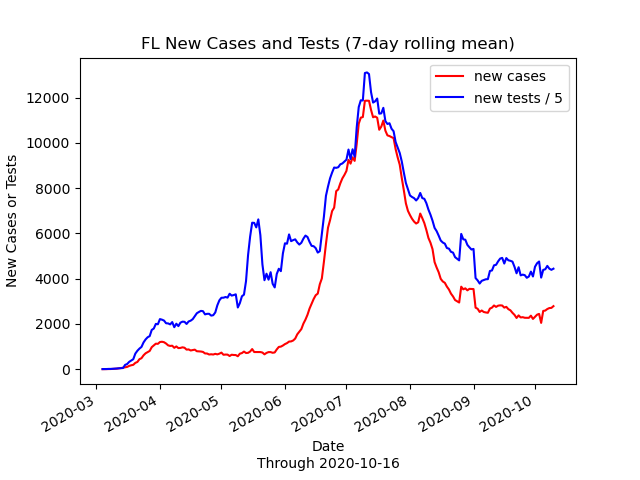 FL New Cases and Tests (7-day rolling mean)
new cases
new tests / 5
New Cases or Tests
12000
10000
8000
6000
4000
2000
0
2020-03
2020-04
2020-05
2020-06
2020-07
2020-08
2020-09
2020-10
Date
Through 2020-10-16